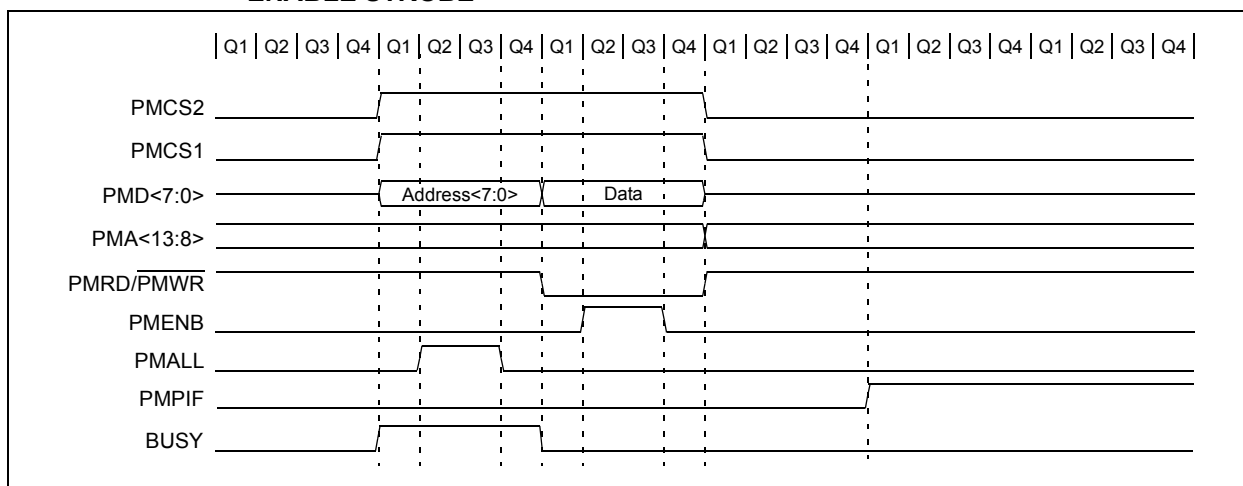 | Q1 | Q2 | Q3 | Q4 | Q1 | Q2 | Q3 | Q4 | Q1 | Q2 | Q3 | Q4 | Q1 | Q2 | Q3 | Q4 | Q1 | Q2 | Q3 | Q4 | Q1 | Q2 | Q3 | Q4 |
PMCS2
PMCS1
PMD<7:0> Address<7:0> Data
PMA<13:8>
PMRD/PMWR
PMENB
PMALL
PMPIF
BUSY